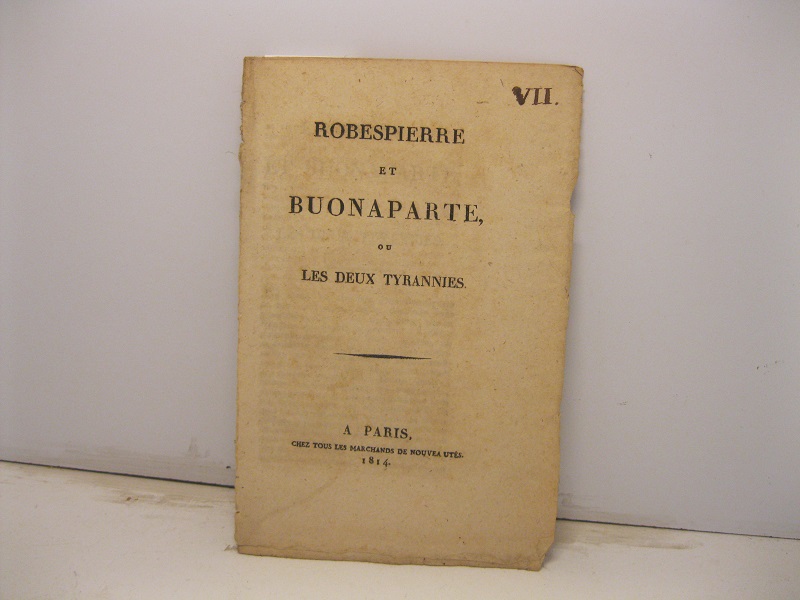 VII.
ROBESPIERRE
ET
BUONAPARTE,
OU
LES DEUX TYRANNIES.
A PARIS,
CHEZ TOUS LES MARCHANDS DE NOUVEAUTÉS.
1814.